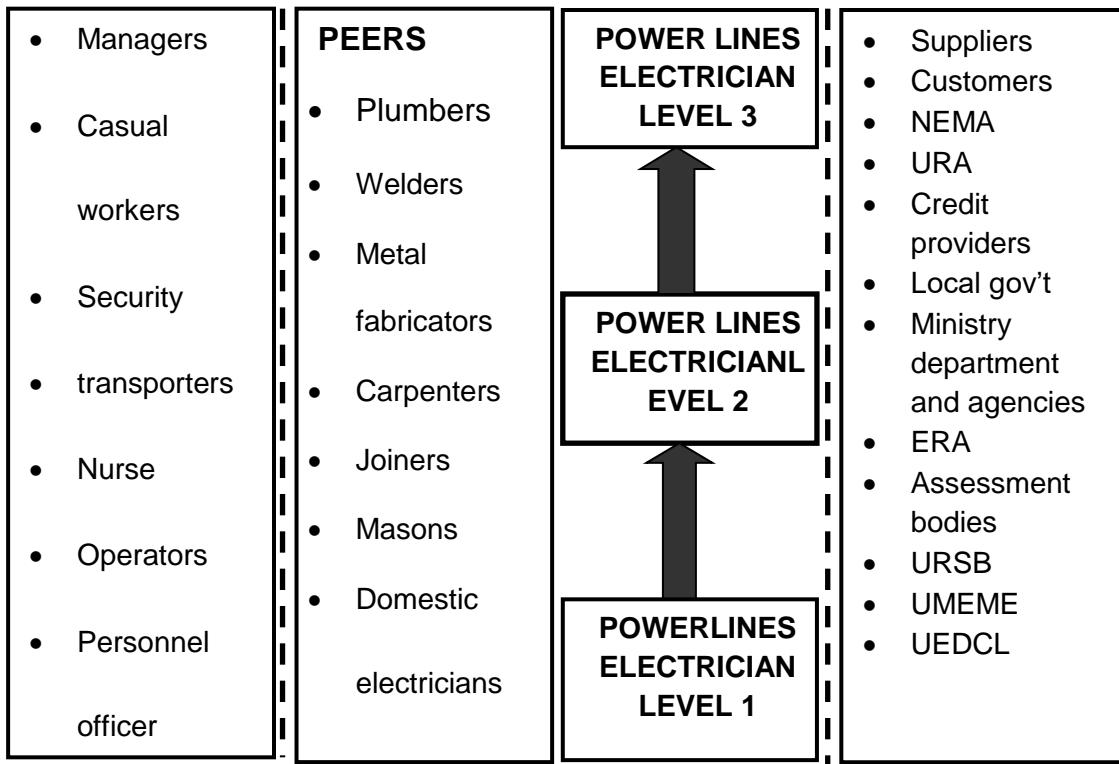 • Managers
• Casual
workers
• Security
• transporters
• Nurse
• Operators
• Personnel
officer
PEERS
• Plumbers
• Welders
• Metal
fabricators
• Carpenters
• Joiners
• Masons
• Domestic
electricians
POWER LINES
ELECTRICIAN
LEVEL 3
POWER LINES
ELECTRICIANL
EVEL 2
POWERLINES
ELECTRICIAN
LEVEL 1
• Suppliers
• Customers
• NEMA
• URA
• Credit
providers
• Local gov’t
• Ministry
department
and agencies
• ERA
• Assessment
bodies
• URSB
• UMEME
• UEDCL